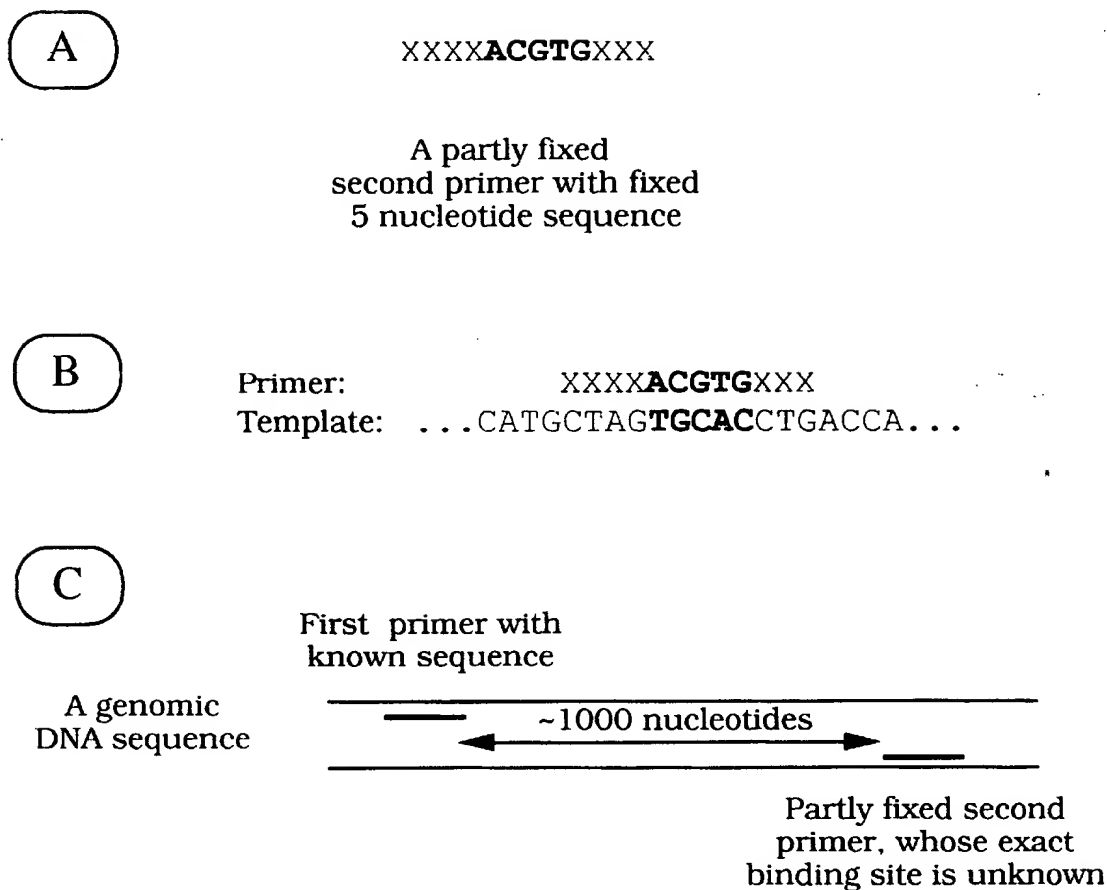 A
XXXXACGTGXXX
A partly fixed
second primer with fixed
5 nucleotide sequence
B
Primer: XXXXACGTGXXX
Template: ...CATGCTAGTGCACCTGACCA...
C
First primer with
known sequence
A genomic
DNA sequence
~1000 nucleotides
Partly fixed second
primer, whose exact
binding site is unknown